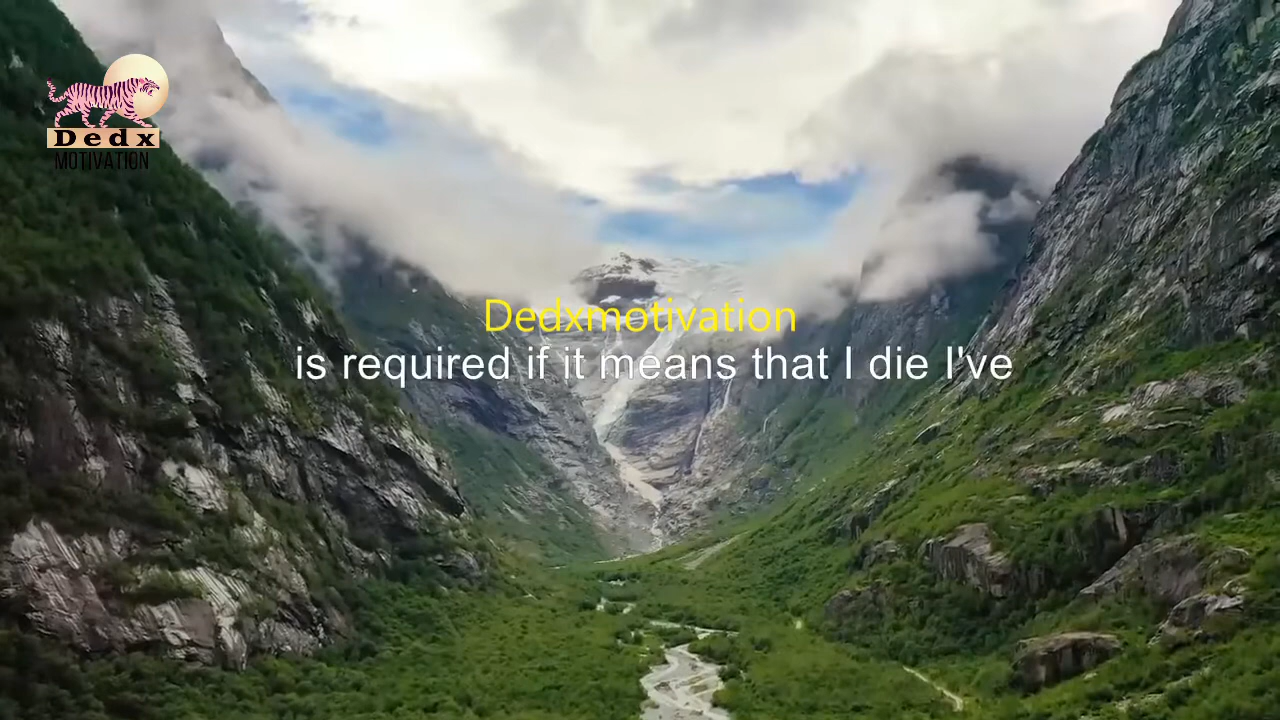 Dedx
MOTIVATION
Dedxmotivation
is required if it means that I die I've